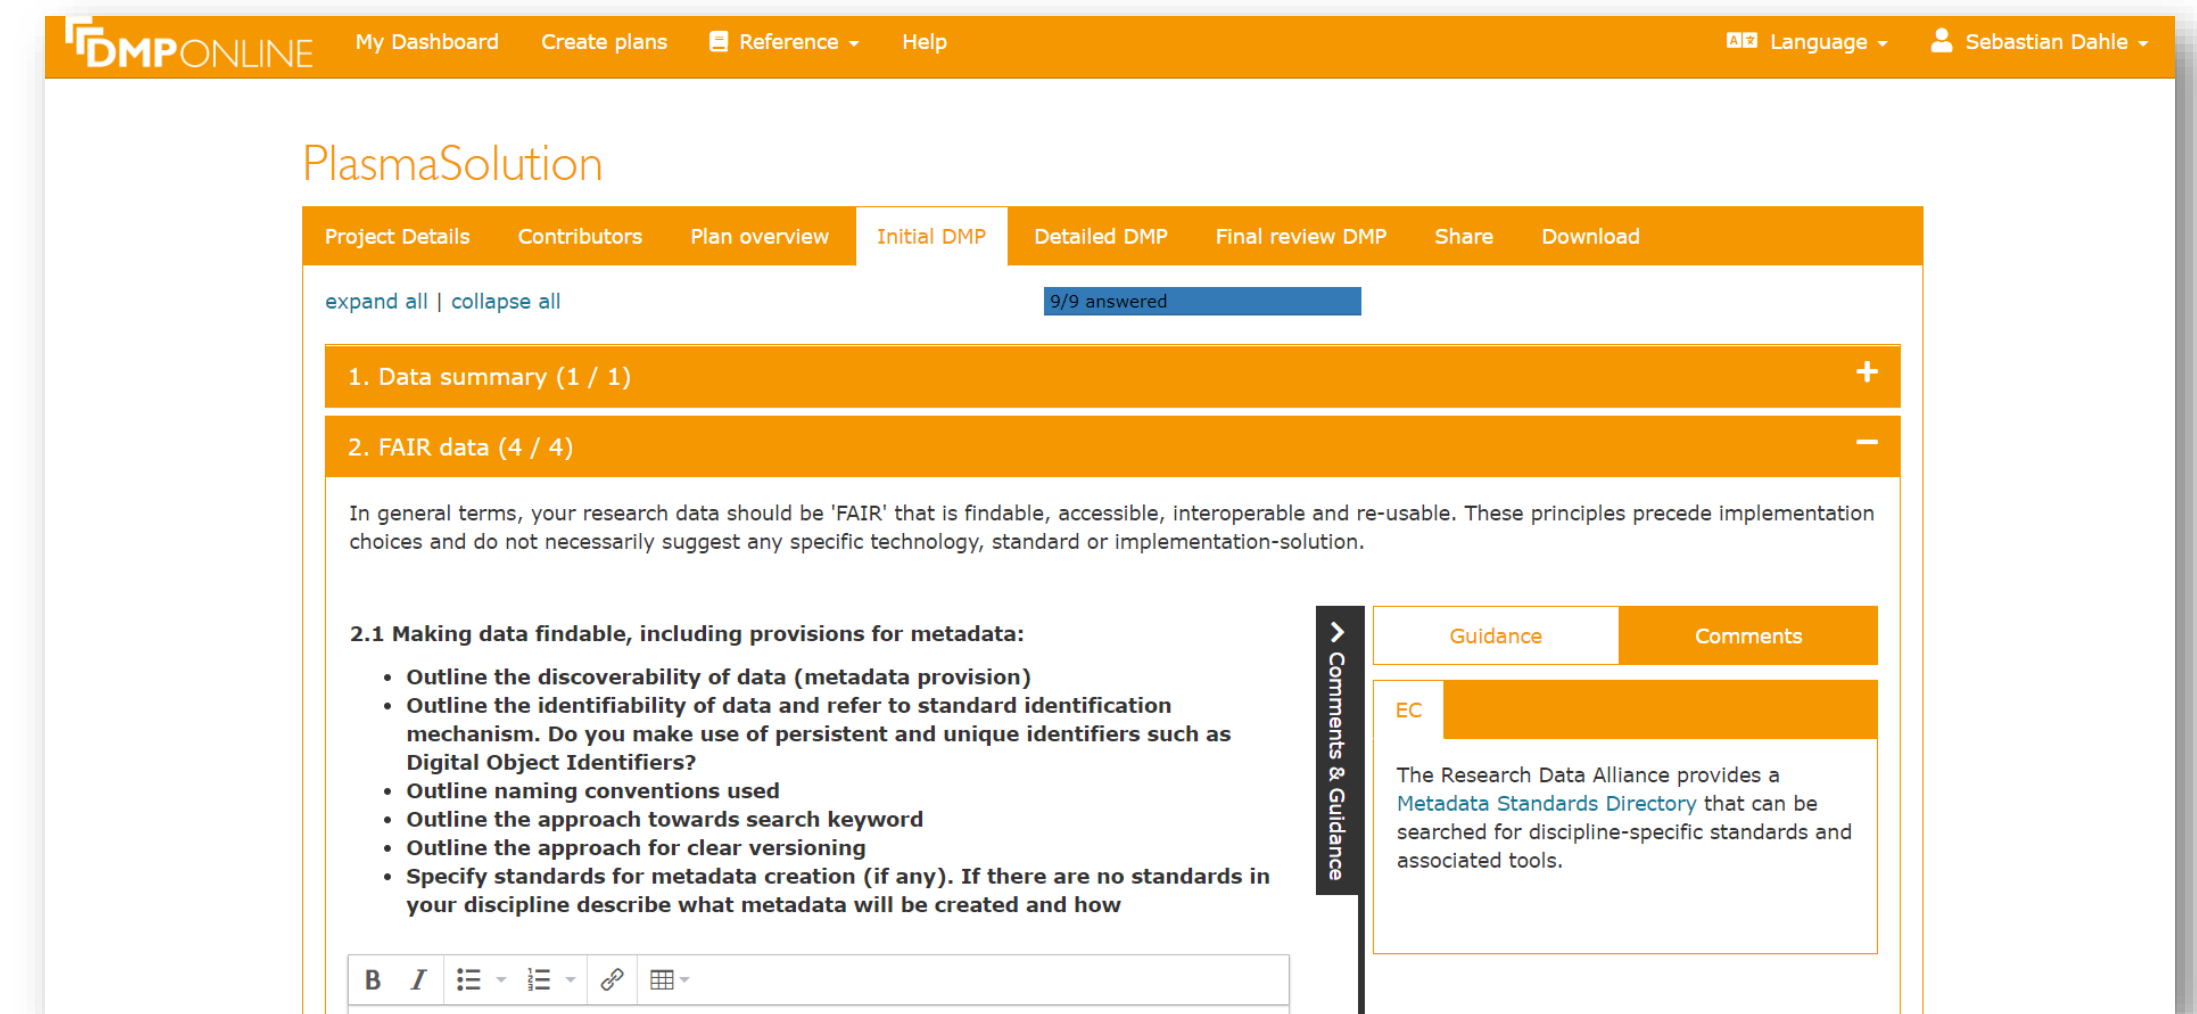 DMPONLINE My Dashboard Create plans Reference Help Language Sebastian Dahle
PlasmaSolution
Project Details Contributors Plan overview Initial DMP Detailed DMP Final review DMP Share Download
expand all | collapse all 9/9 answered
1. Data summary (1 / 1)
2. FAIR data (4 / 4)
In general terms, your research data should be 'FAIR' that is findable, accessible, interoperable and re-usable. These principles precede implementation
choices and do not necessarily suggest any specific technology, standard or implementation-solution.
2.1 Making data findable, including provisions for metadata:
• Outline the discoverability of data (metadata provision)
• Outline the identifiability of data and refer to standard identification
mechanism. Do you make use of persistent and unique identifiers such as
Digital Object Identifiers?
• Outline naming conventions used
• Outline the approach towards search keyword
• Outline the approach for clear versioning
• Specify standards for metadata creation (if any). If there are no standards in
your discipline describe what metadata will be created and how
B I
Comments & Guidance
Guidance Comments
EC
The Research Data Alliance provides a
Metadata Standards Directory that can be
searched for discipline-specific standards and
associated tools.